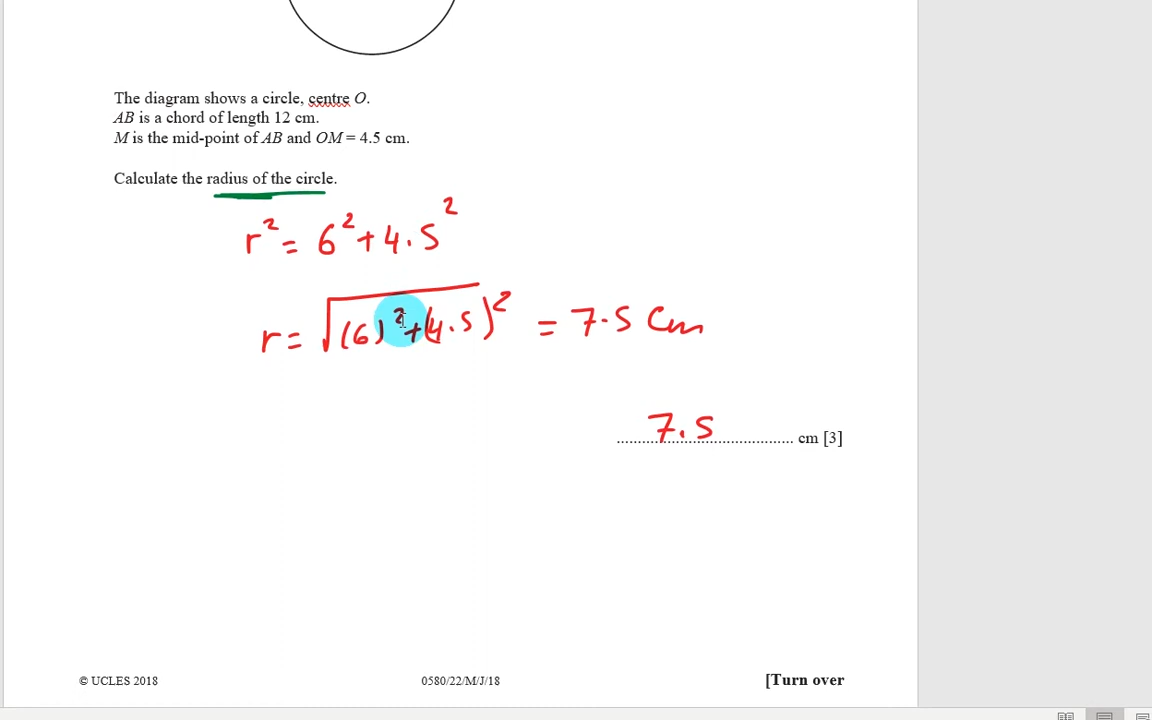 The diagram shows a circle, centre O.
AB is a chord of length 12 cm.
M is the mid-point of AB and OM = 4.5 cm.
Calculate the radius of the circle.
r² = 6² + 4.5²
r = √(6)² + (4.5)² = 7.5 cm
7.5
........................................ cm [3]
© UCLES 2018 0580/22/M/J/18 [Turn over